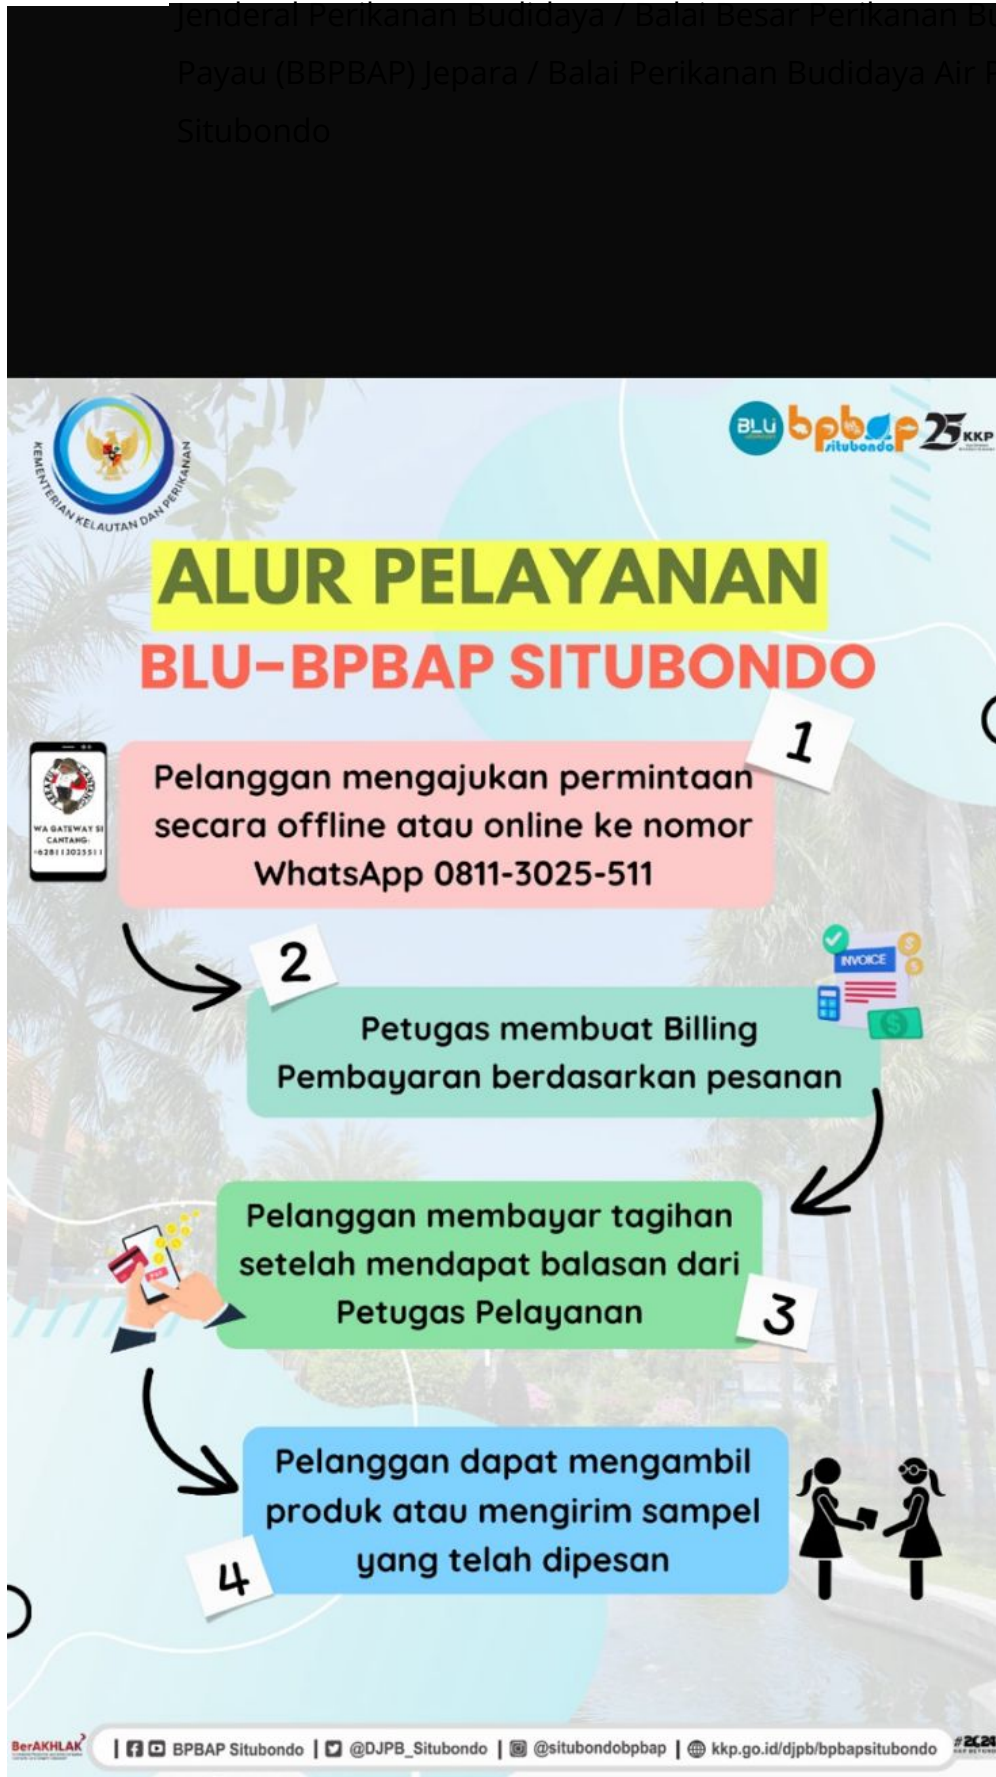 Jenderal Perikanan Budidaya / Balai Besar Perikanan
Payau (BBPBAP) Jepara / Balai Perikanan Budidaya Air
Situbondo
KEMENTERIAN KELAUTAN DAN PERIKANAN
BLU
bpbap
situbondo
25 KKP
ALUR PELAYANAN
BLU-BPBAP SITUBONDO
1
Pelanggan mengajukan permintaan
secara offline atau online ke nomor
WhatsApp 0811-3025-511
WA GATEWAY SI
CANTANG:
+628113025511
2
INVOICE
Petugas membuat Billing
Pembayaran berdasarkan pesanan
Pelanggan membayar tagihan
setelah mendapat balasan dari
Petugas Pelayanan
PAY
3
Pelanggan dapat mengambil
produk atau mengirim sampel
yang telah dipesan
4
BerAKHLAK
| BPBAP Situbondo | @DJPB_Situbondo | @situbondobpbap | kkp.go.id/djpb/bpbapsitubondo